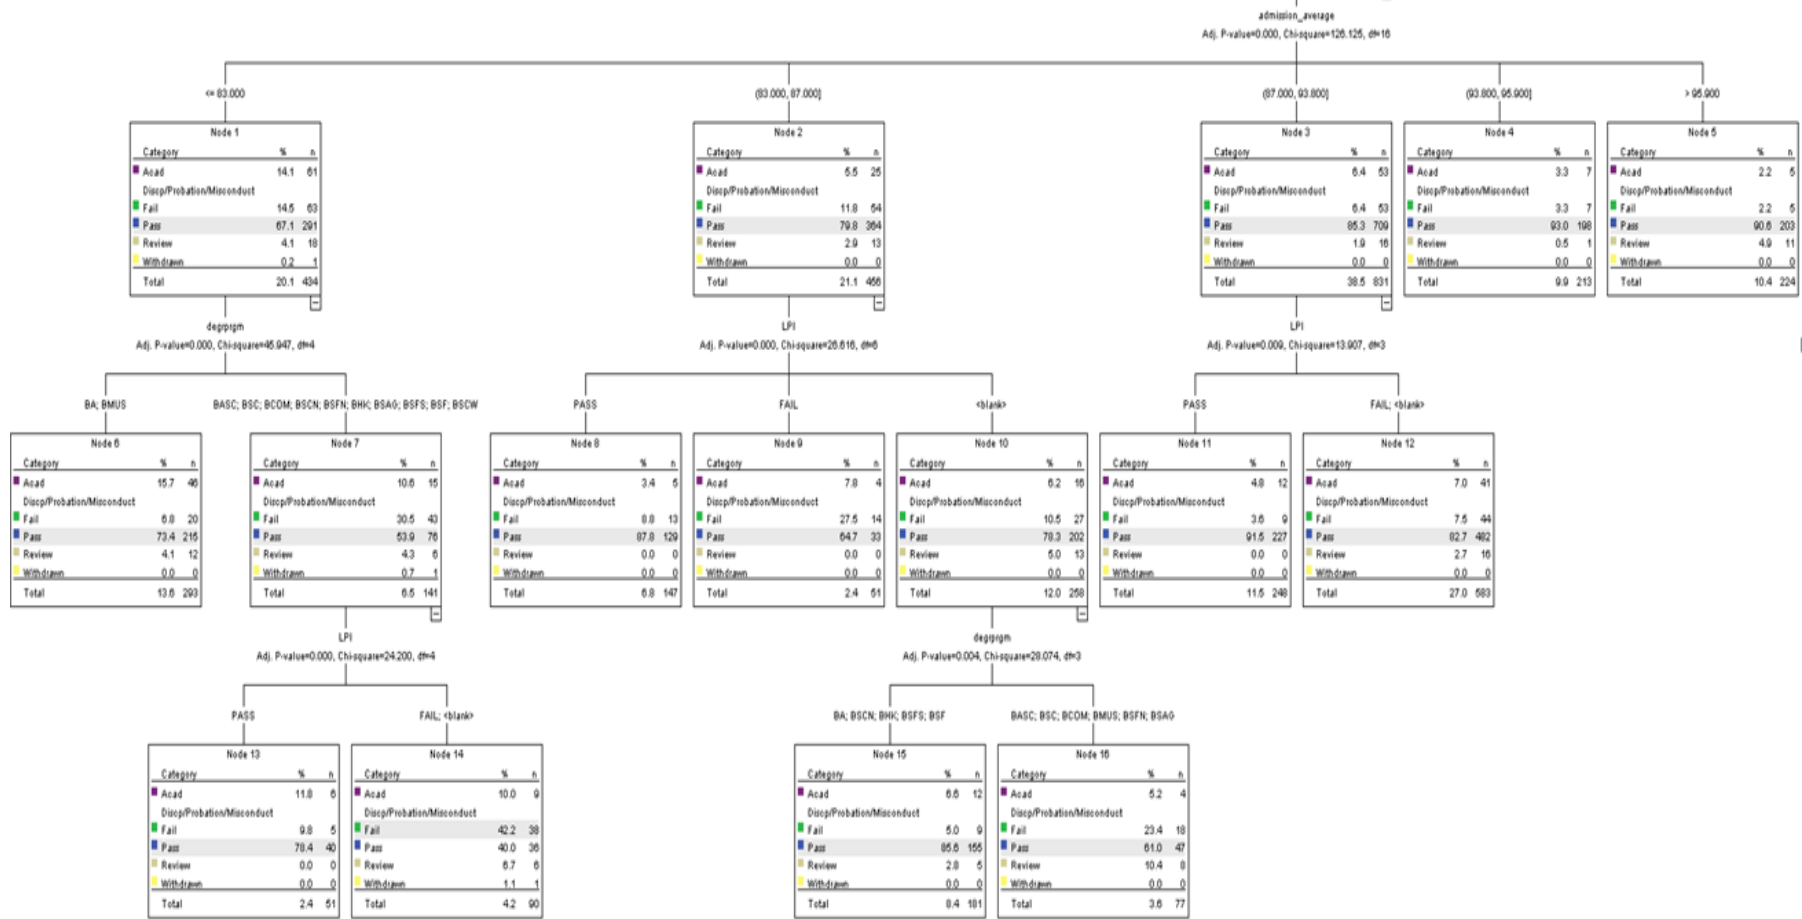 admission_average
Adj. P-value=0.000, Chi-square=126.125, df=16
<= 83.000
(83.000, 87.000]
(87.000, 93.800]
(93.800, 95.900]
> 95.900
Node 1
Category % n
Acad 14.1 61
Discp/Probation/Misconduct
Fail 14.5 63
Pass 67.1 291
Review 4.1 18
Withdrawn 0.2 1
Total 20.1 434
Node 2
Category % n
Acad 5.5 25
Discp/Probation/Misconduct
Fail 11.8 54
Pass 79.8 364
Review 2.9 13
Withdrawn 0.0 0
Total 21.1 456
Node 3
Category % n
Acad 6.4 53
Discp/Probation/Misconduct
Fail 6.4 53
Pass 85.3 709
Review 1.9 16
Withdrawn 0.0 0
Total 38.5 831
Node 4
Category % n
Acad 3.3 7
Discp/Probation/Misconduct
Fail 3.3 7
Pass 93.0 198
Review 0.5 1
Withdrawn 0.0 0
Total 9.9 213
Node 5
Category % n
Acad 2.2 5
Discp/Probation/Misconduct
Fail 2.2 5
Pass 90.6 203
Review 4.9 11
Withdrawn 0.0 0
Total 10.4 224
degrprgm
Adj. P-value=0.000, Chi-square=45.947, df=4
LPI
Adj. P-value=0.000, Chi-square=26.616, df=6
LPI
Adj. P-value=0.009, Chi-square=13.907, df=3
BA; BMUS
BASC; BSC; BCOM; BSCN; BSFN; BHK; BSAG; BSFS; BSF; BSCW
PASS
FAIL
<blank>
PASS
FAIL; <blank>
Node 6
Category % n
Acad 15.7 46
Discp/Probation/Misconduct
Fail 6.8 20
Pass 73.4 215
Review 4.1 12
Withdrawn 0.0 0
Total 13.6 293
Node 7
Category % n
Acad 10.6 15
Discp/Probation/Misconduct
Fail 30.5 43
Pass 53.9 76
Review 4.3 6
Withdrawn 0.7 1
Total 6.5 141
Node 8
Category % n
Acad 3.4 5
Discp/Probation/Misconduct
Fail 8.8 13
Pass 87.8 129
Review 0.0 0
Withdrawn 0.0 0
Total 6.8 147
Node 9
Category % n
Acad 7.8 4
Discp/Probation/Misconduct
Fail 27.5 14
Pass 64.7 33
Review 0.0 0
Withdrawn 0.0 0
Total 2.4 51
Node 10
Category % n
Acad 6.2 16
Discp/Probation/Misconduct
Fail 10.5 27
Pass 78.3 202
Review 5.0 13
Withdrawn 0.0 0
Total 12.0 258
Node 11
Category % n
Acad 4.8 12
Discp/Probation/Misconduct
Fail 3.6 9
Pass 91.5 227
Review 0.0 0
Withdrawn 0.0 0
Total 11.5 248
Node 12
Category % n
Acad 7.0 41
Discp/Probation/Misconduct
Fail 7.5 44
Pass 82.7 482
Review 2.7 16
Withdrawn 0.0 0
Total 27.0 583
LPI
Adj. P-value=0.000, Chi-square=24.200, df=4
degrprgm
Adj. P-value=0.004, Chi-square=28.074, df=3
PASS
FAIL; <blank>
BA; BSCN; BHK; BSFS; BSF
BASC; BSC; BCOM; BMUS; BSFN; BSAG
Node 13
Category % n
Acad 11.8 6
Discp/Probation/Misconduct
Fail 9.8 5
Pass 78.4 40
Review 0.0 0
Withdrawn 0.0 0
Total 2.4 51
Node 14
Category % n
Acad 10.0 9
Discp/Probation/Misconduct
Fail 42.2 38
Pass 40.0 36
Review 6.7 6
Withdrawn 1.1 1
Total 4.2 90
Node 15
Category % n
Acad 6.6 12
Discp/Probation/Misconduct
Fail 5.0 9
Pass 85.6 155
Review 2.8 5
Withdrawn 0.0 0
Total 8.4 181
Node 16
Category % n
Acad 5.2 4
Discp/Probation/Misconduct
Fail 23.4 18
Pass 61.0 47
Review 10.4 8
Withdrawn 0.0 0
Total 3.6 77